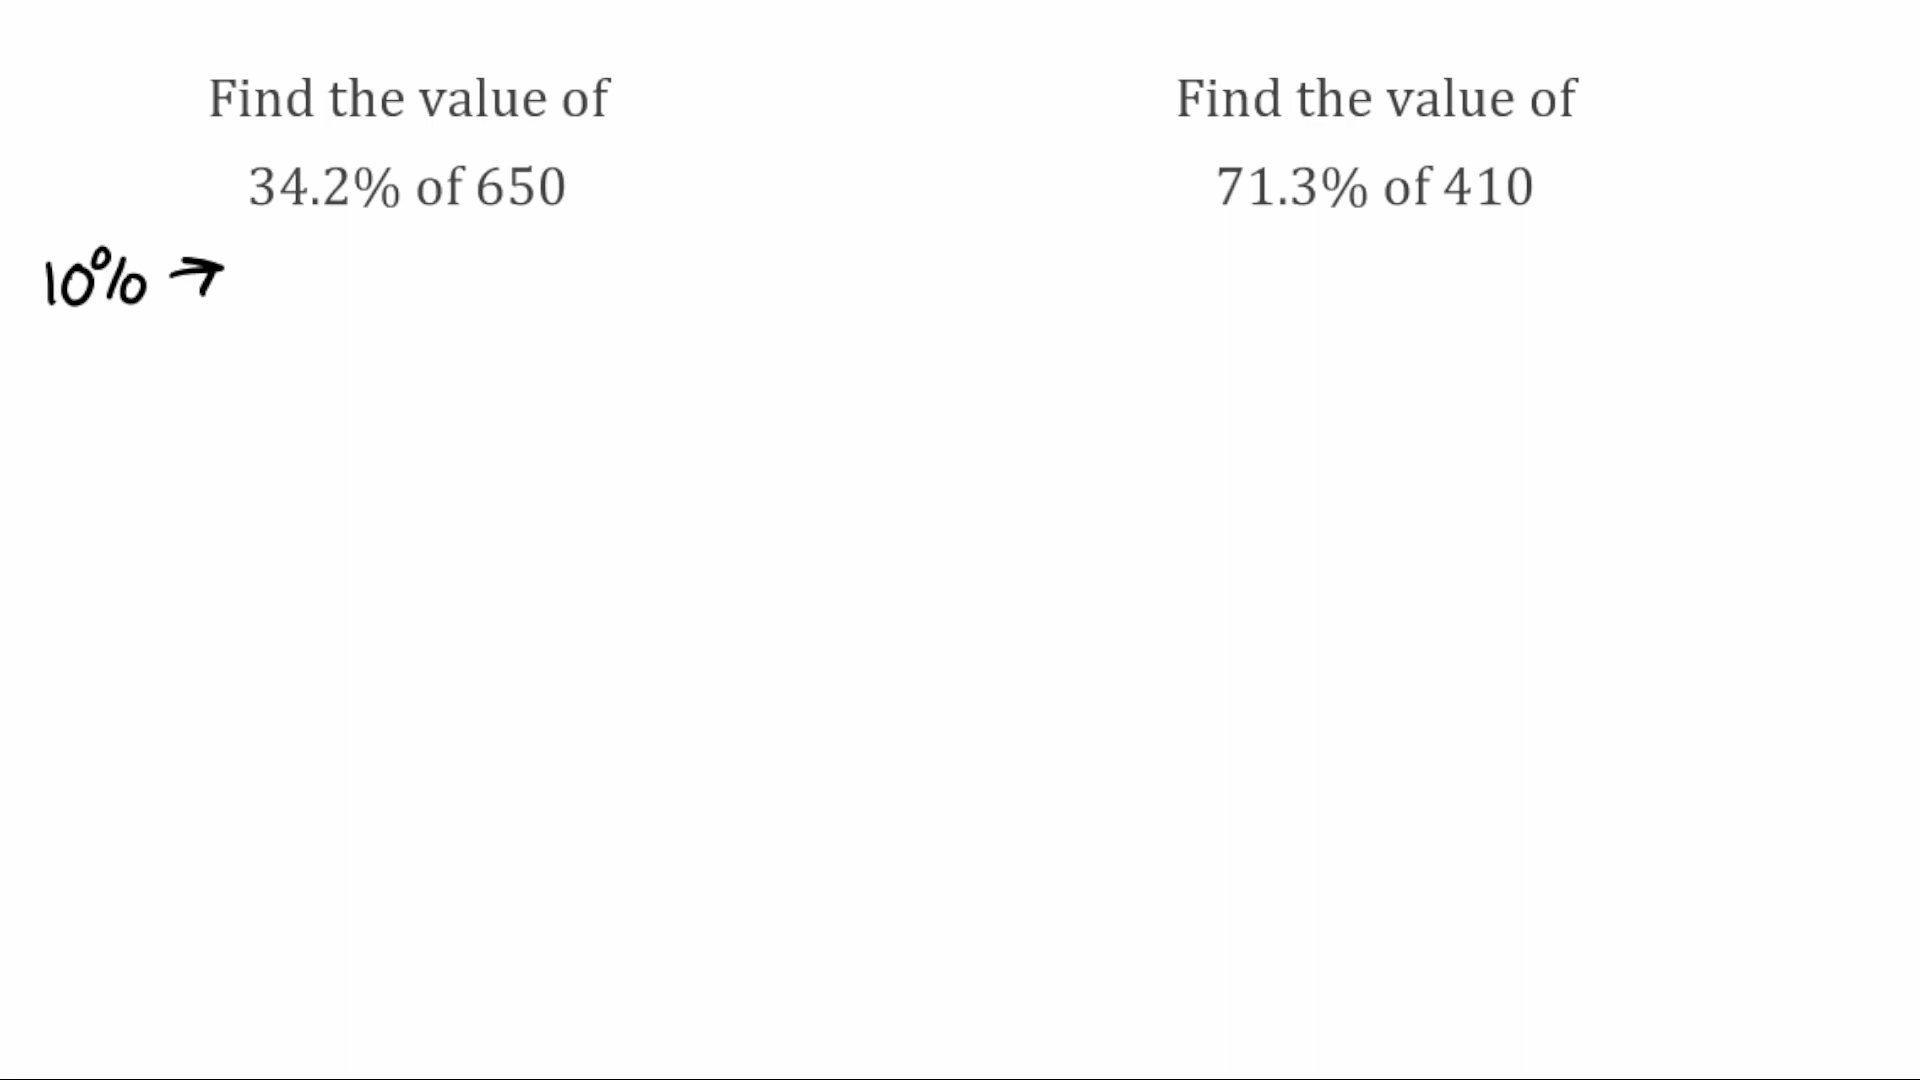 Find the value of
34.2% of 650
10% →
Find the value of
71.3% of 410